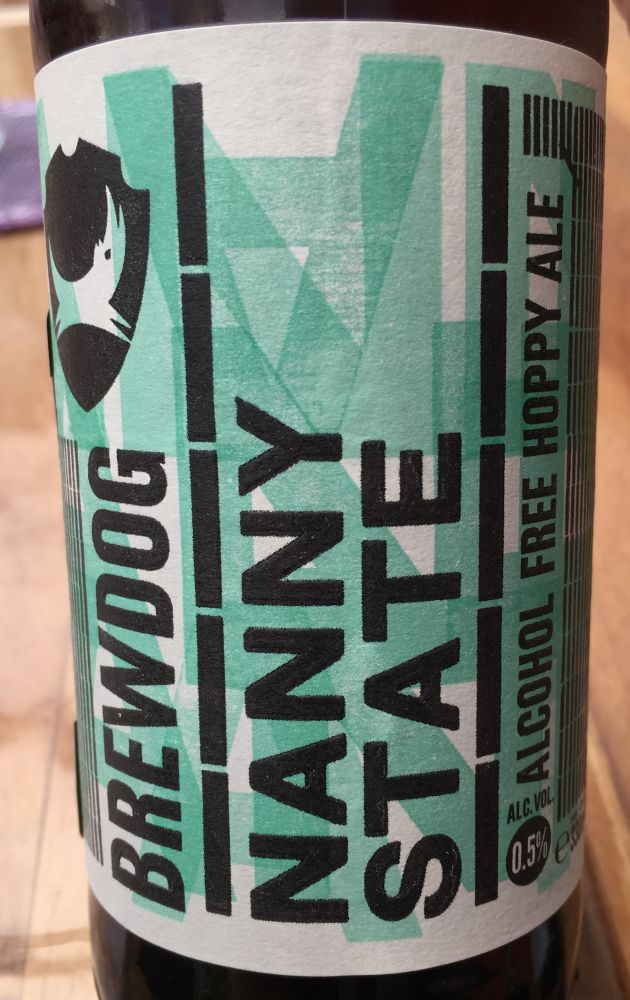 BREWDOG
NANNY
STATE
ALCOHOL FREE HOPPY ALE
ALC. VOL.
0.5%